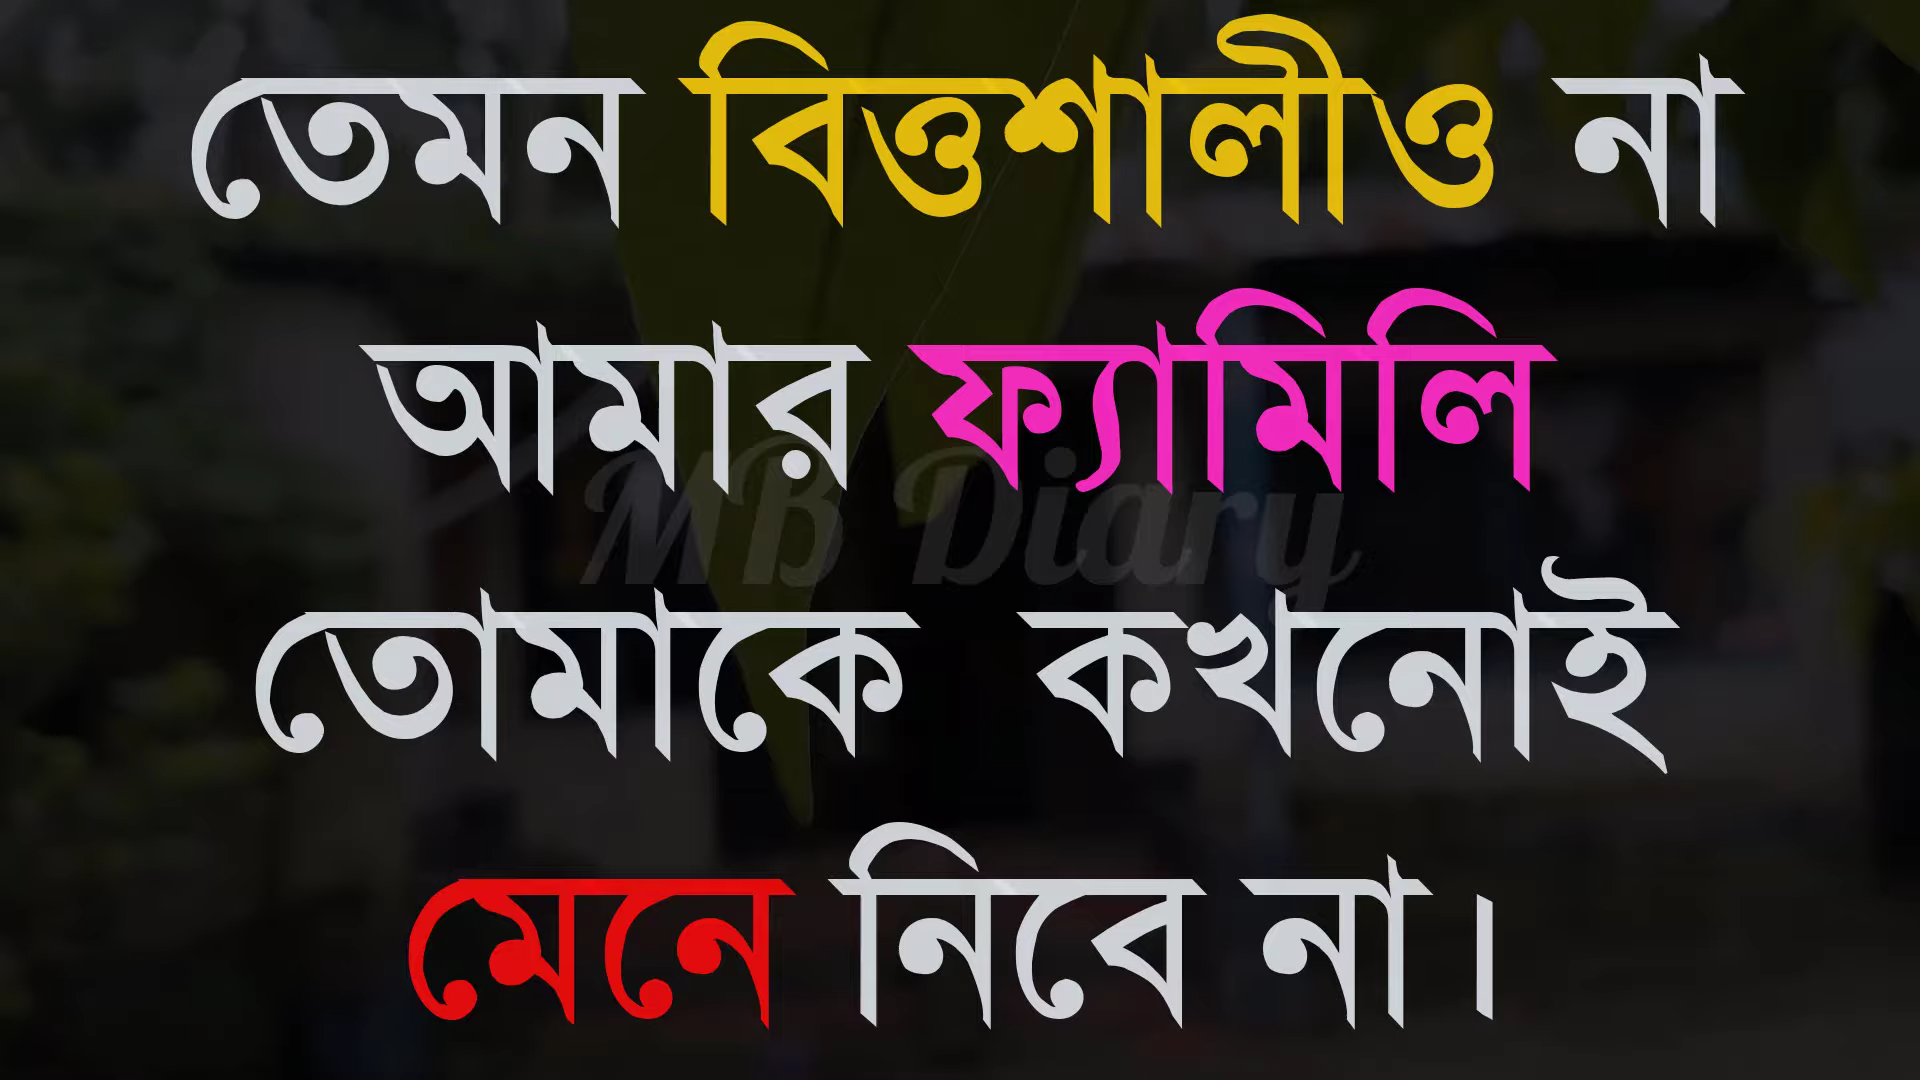 তেমন বিত্তশালীও না
আমার ফ্যামিলি
MB Diary
তোমাকে কখনোই
মেনে নিবে না।